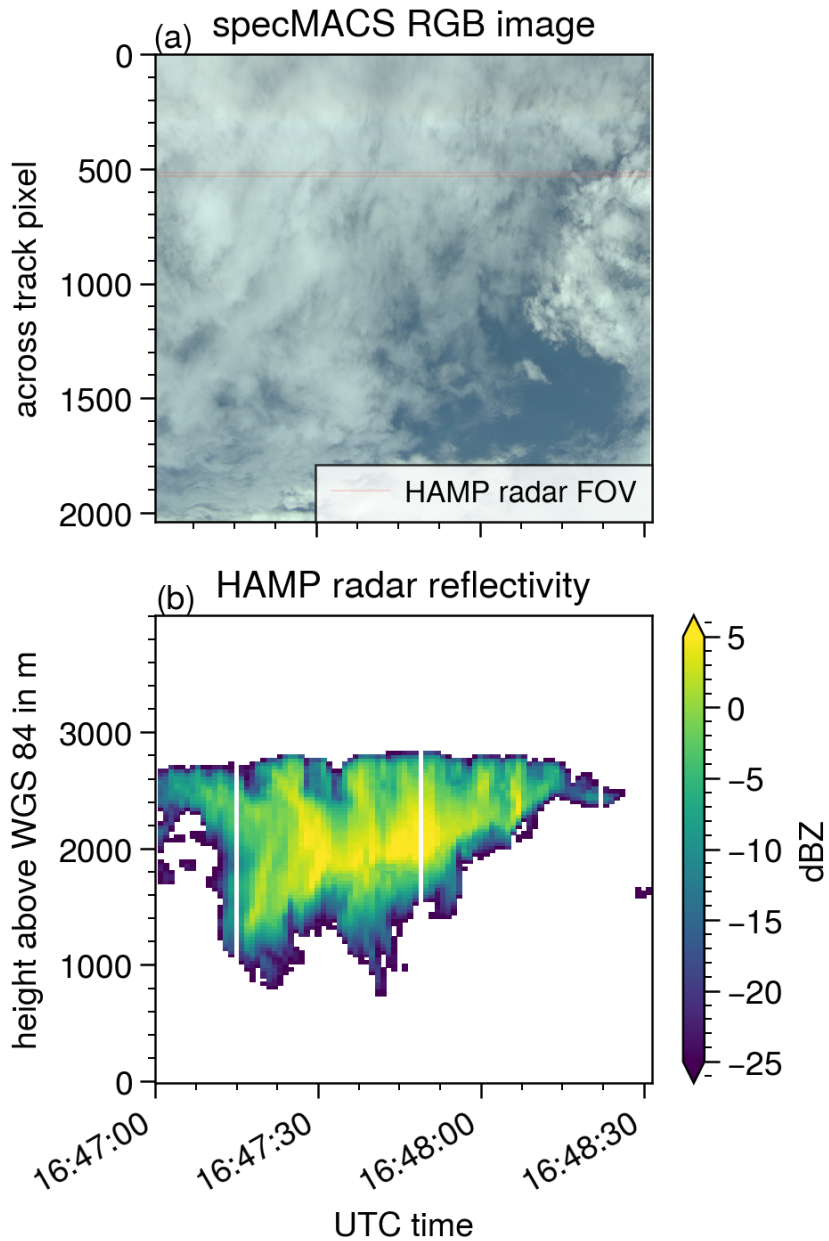 (a) specMACS RGB image
0
500
1000
1500
2000
across track pixel
HAMP radar FOV
(b) HAMP radar reflectivity
3000
2000
1000
0
height above WGS 84 in m
5
0
−5
−10
−15
−20
−25
dBZ
16:47:00
16:47:30
16:48:00
16:48:30
UTC time